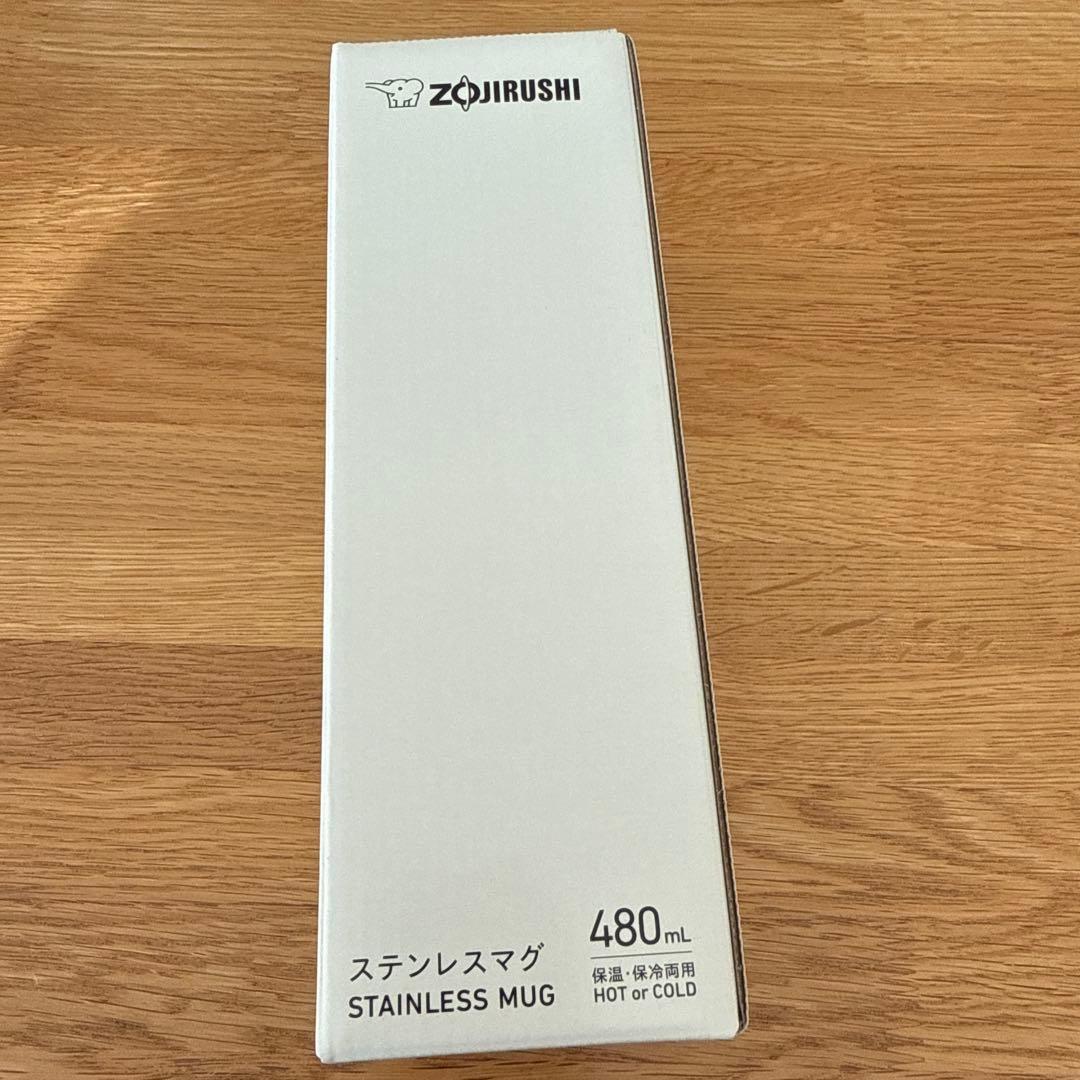 ZOJIRUSHI
ステンレスマグ
STAINLESS MUG
480mL
保温・保冷両用
HOT or COLD